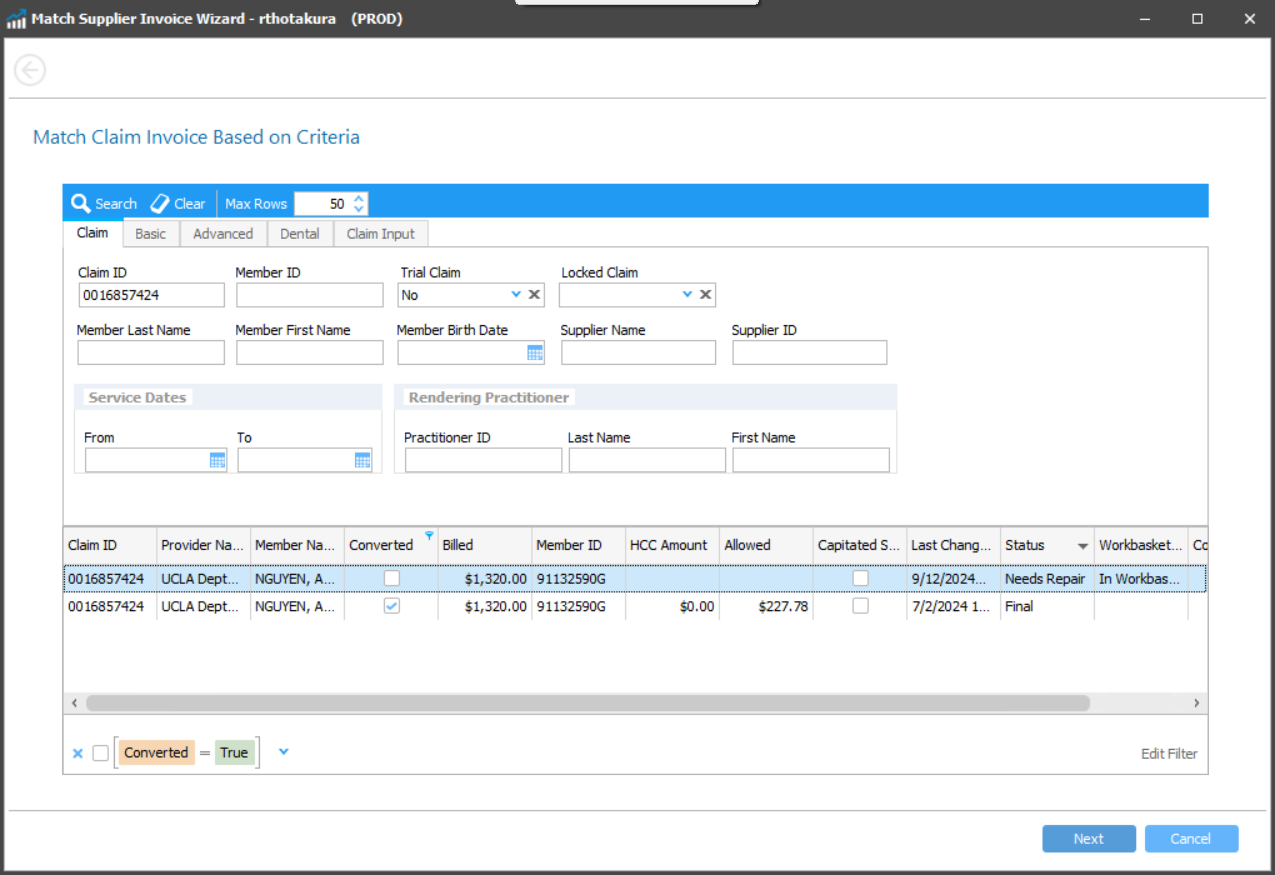 Match Supplier Invoice Wizard - rthotakura (PROD)
Match Claim Invoice Based on Criteria
Search Clear Max Rows 50
Claim Basic Advanced Dental Claim Input
Claim ID Member ID Trial Claim Locked Claim
0016857424 No
Member Last Name Member First Name Member Birth Date Supplier Name Supplier ID
Service Dates Rendering Practitioner
From To Practitioner ID Last Name First Name
Claim ID Provider Na... Member Na... Converted Billed Member ID HCC Amount Allowed Capitated S... Last Chang... Status Workbasket... Co
0016857424 UCLA Dept... NGUYEN, A... $1,320.00 91132590G 9/12/2024... Needs Repair In Workbas...
0016857424 UCLA Dept... NGUYEN, A... $1,320.00 91132590G $0.00 $227.78 7/2/2024 1... Final
Converted = True Edit Filter
Next Cancel